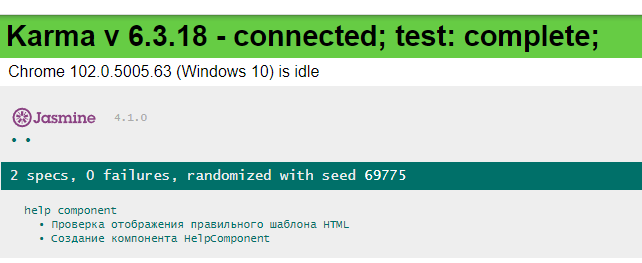 Karma v 6.3.18 - connected; test: complete;
Chrome 102.0.5005.63 (Windows 10) is idle
Jasmine 4.1.0
• •
2 specs, 0 failures, randomized with seed 69775
help component
• Проверка отображения правильного шаблона HTML
• Создание компонента HelpComponent